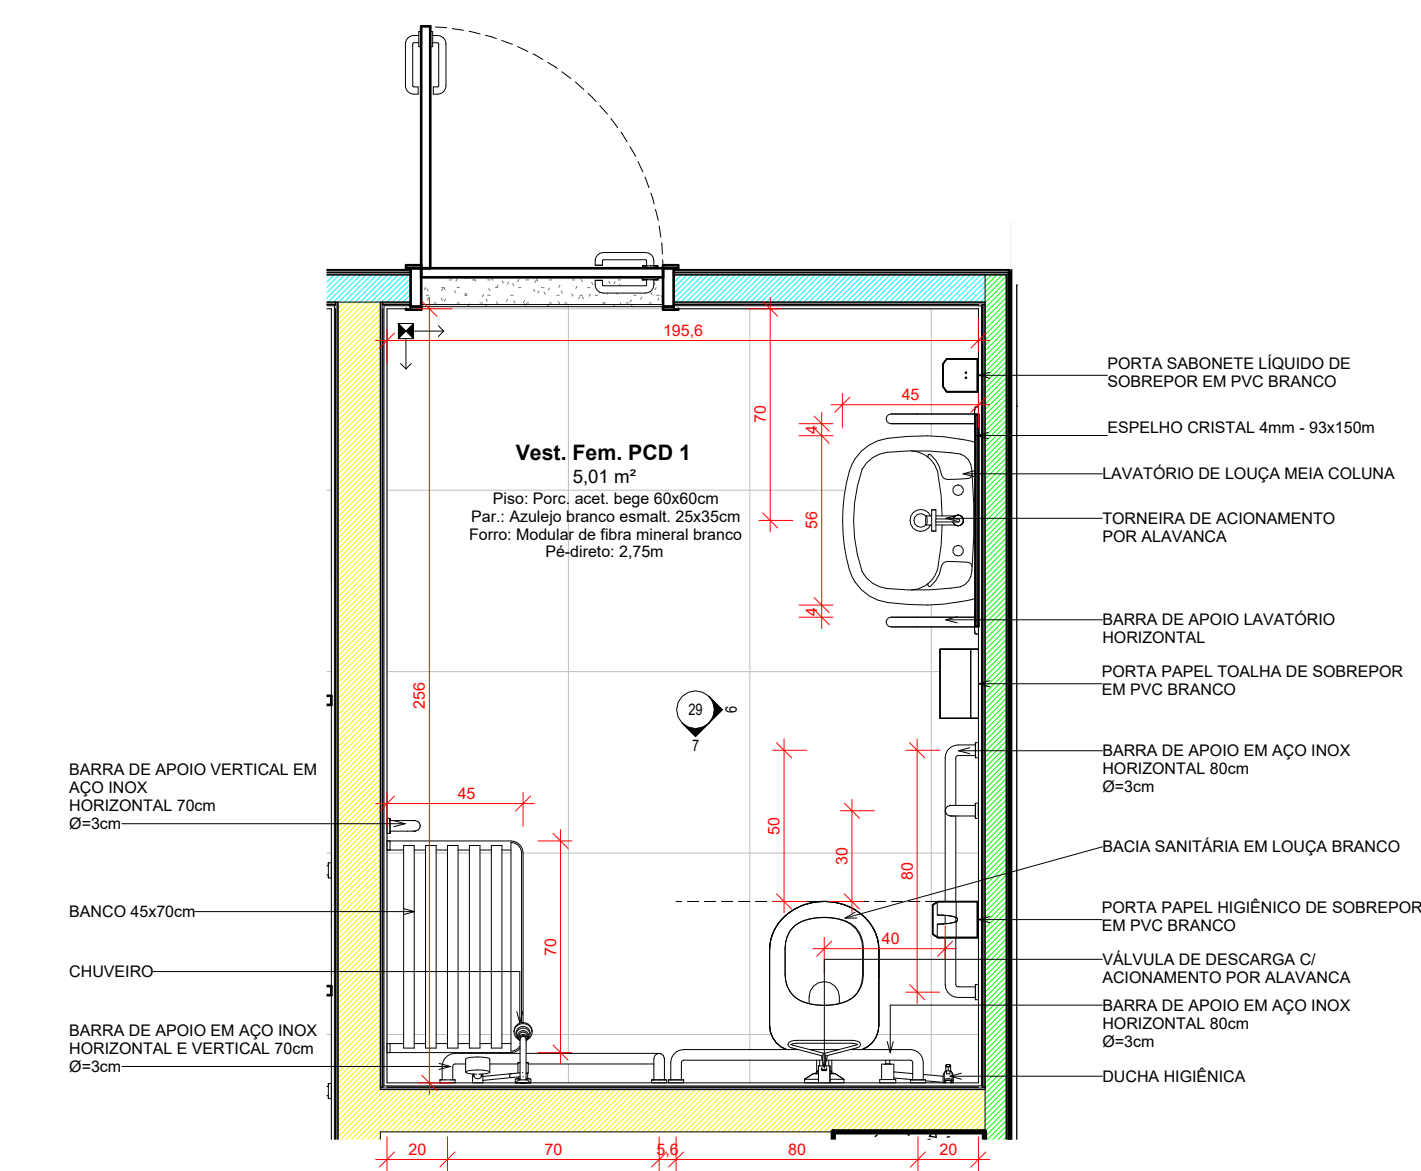 195,6
PORTA SABONETE LÍQUIDO DE
SOBREPOR EM PVC BRANCO
45
70
4
ESPELHO CRISTAL 4mm - 93x150m
Vest. Fem. PCD 1
5,01 m²
Piso: Porc. acet. bege 60x60cm
Par.: Azulejo branco esmalt. 25x35cm
Forro: Modular de fibra mineral branco
Pé-direto: 2,75m
LAVATÓRIO DE LOUÇA MEIA COLUNA
56
TORNEIRA DE ACIONAMENTO
POR ALAVANCA
4
BARRA DE APOIO LAVATÓRIO
HORIZONTAL
PORTA PAPEL TOALHA DE SOBREPOR
EM PVC BRANCO
256
29
6
7
BARRA DE APOIO EM AÇO INOX
HORIZONTAL 80cm
Ø=3cm
BARRA DE APOIO VERTICAL EM
AÇO INOX
HORIZONTAL 70cm
Ø=3cm
45
50
30
80
BACIA SANITÁRIA EM LOUÇA BRANCO
BANCO 45x70cm
PORTA PAPEL HIGIÊNICO DE SOBREPOR
EM PVC BRANCO
70
40
CHUVEIRO
VÁLVULA DE DESCARGA C/
ACIONAMENTO POR ALAVANCA
BARRA DE APOIO EM AÇO INOX
HORIZONTAL 80cm
Ø=3cm
BARRA DE APOIO EM AÇO INOX
HORIZONTAL E VERTICAL 70cm
Ø=3cm
DUCHA HIGIÊNICA
20 70 5,6 80 20